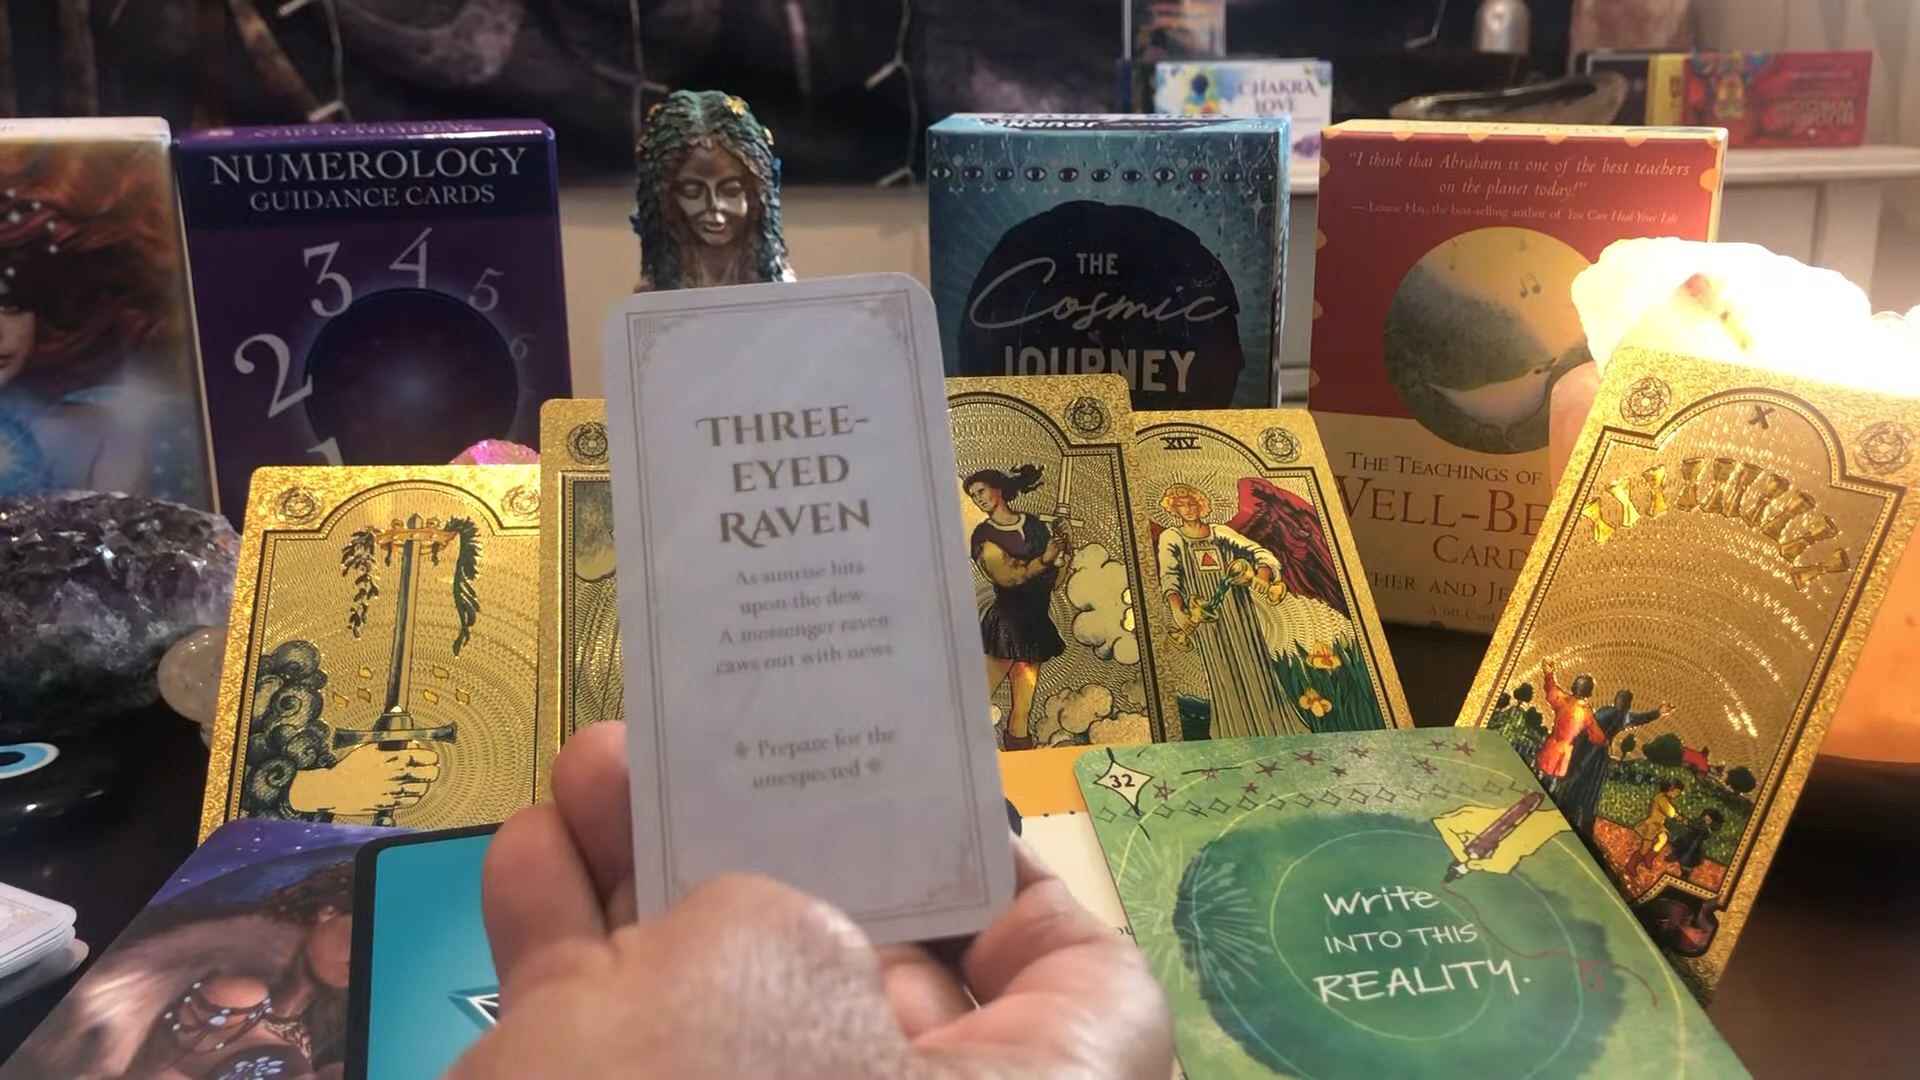 CHAKRA
LOVE
NUMEROLOGY
GUIDANCE CARDS
1
2
3
4
5
6
THE
Cosmic
JOURNEY
"I think that Abraham is one of the best teachers
on the planet today!"
— Louise Hay, the best-selling author of You Can Heal Your Life
THE TEACHINGS OF
WELL-BE
CARD
THER AND JE
A 60-Card
XIV
X
THREE-
EYED
RAVEN
As sunrise hits
upon the dew
A messenger raven
caws out with news.
Prepare for the
unexpected
32
Write
INTO THIS
REALITY.